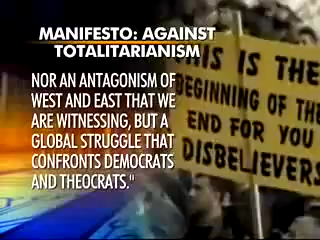 MANIFESTO: AGAINST
TOTALITARIANISM
NOR AN ANTAGONISM OF
WEST AND EAST THAT WE
ARE WITNESSING, BUT A
GLOBAL STRUGGLE THAT
CONFRONTS DEMOCRATS
AND THEOCRATS."
THIS IS THE
BEGINNING OF THE
END FOR YOU
DISBELIEVERS